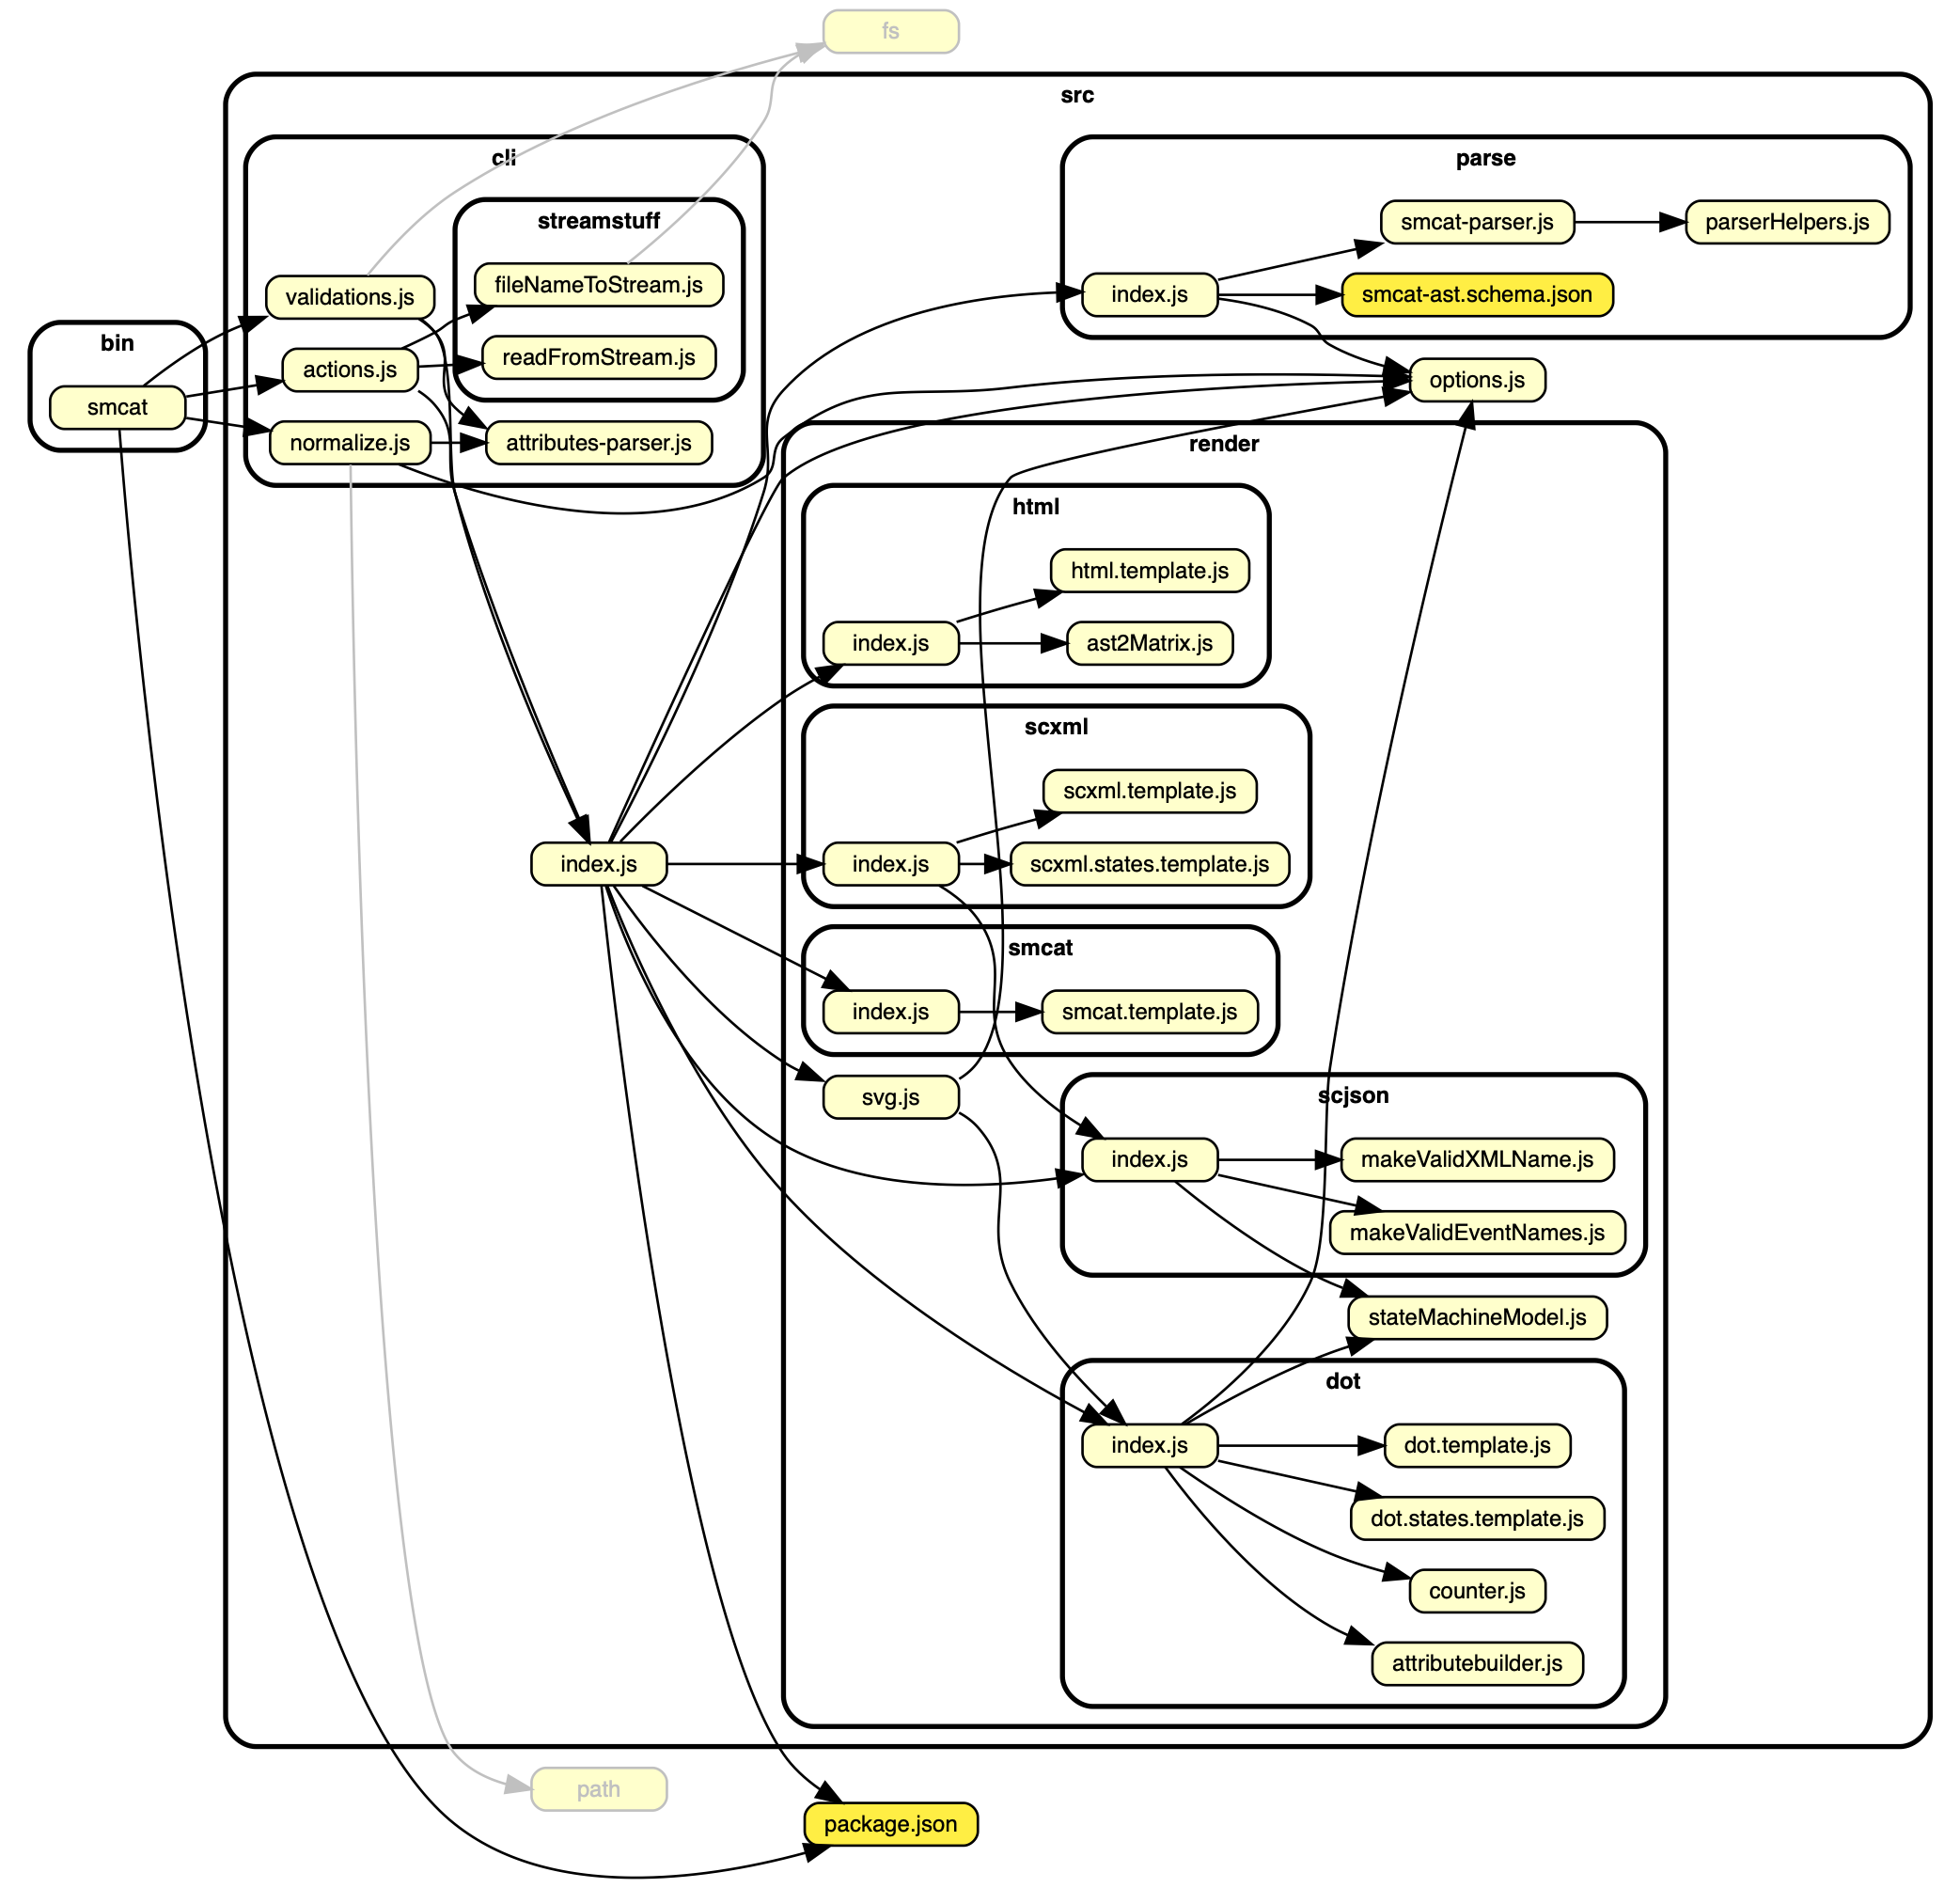 fs
src
cli
parse
streamstuff
smcat-parser.js
parserHelpers.js
fileNameToStream.js
validations.js
index.js
smcat-ast.schema.json
bin
readFromStream.js
actions.js
options.js
smcat
normalize.js
attributes-parser.js
render
html
html.template.js
index.js
ast2Matrix.js
scxml
scxml.template.js
index.js
index.js
scxml.states.template.js
smcat
index.js
smcat.template.js
svg.js
scjson
index.js
makeValidXMLName.js
makeValidEventNames.js
stateMachineModel.js
dot
index.js
dot.template.js
dot.states.template.js
counter.js
attributebuilder.js
path
package.json